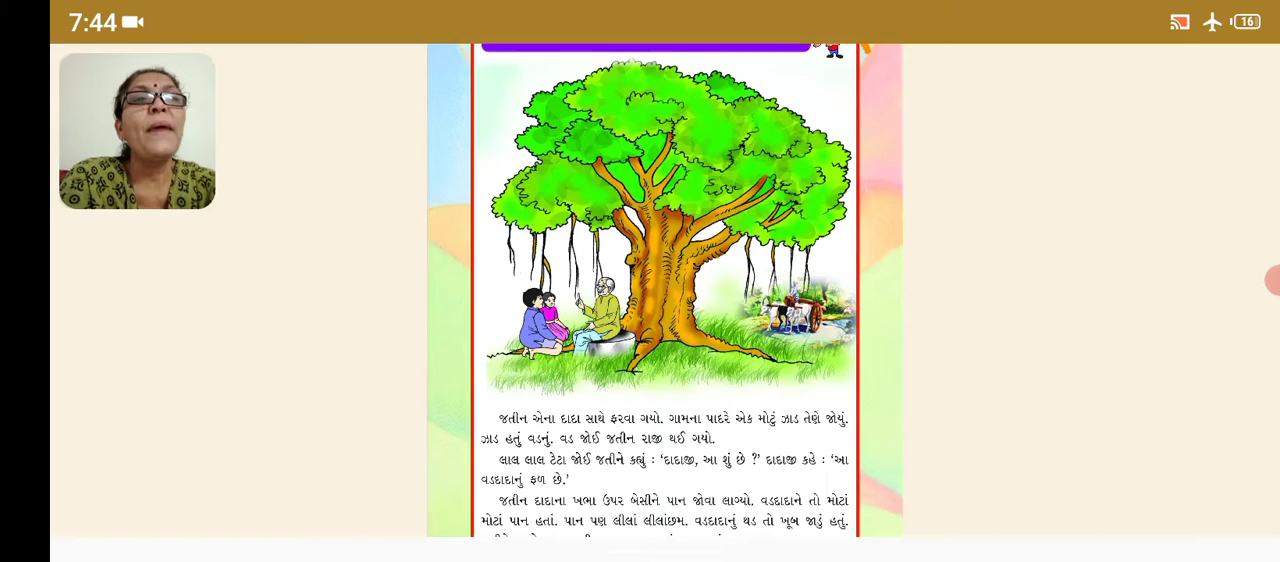 7:44
16
જતીન એના દાદા સાથે ફરવા ગયો. ગામના પાદરે એક મોટું ઝાડ તેણે જોયું.
ઝાડ હતું વડનું. વડ જોઈ જતીન રાજી થઈ ગયો.
લાલ લાલ ટેટા જોઈ જતીને કહ્યું : ‘દાદાજી, આ શું છે ?’ દાદાજી કહે : ‘આ
વડદાદાનું ફળ છે.’
જતીન દાદાના ખભા ઉપર બેસીને પાન જોવા લાગ્યો. વડદાદાને તો મોટાં
મોટાં પાન હતાં. પાન પણ લીલાં લીલાંછમ. વડદાદાનું થડ તો ખૂબ જાડું હતું.